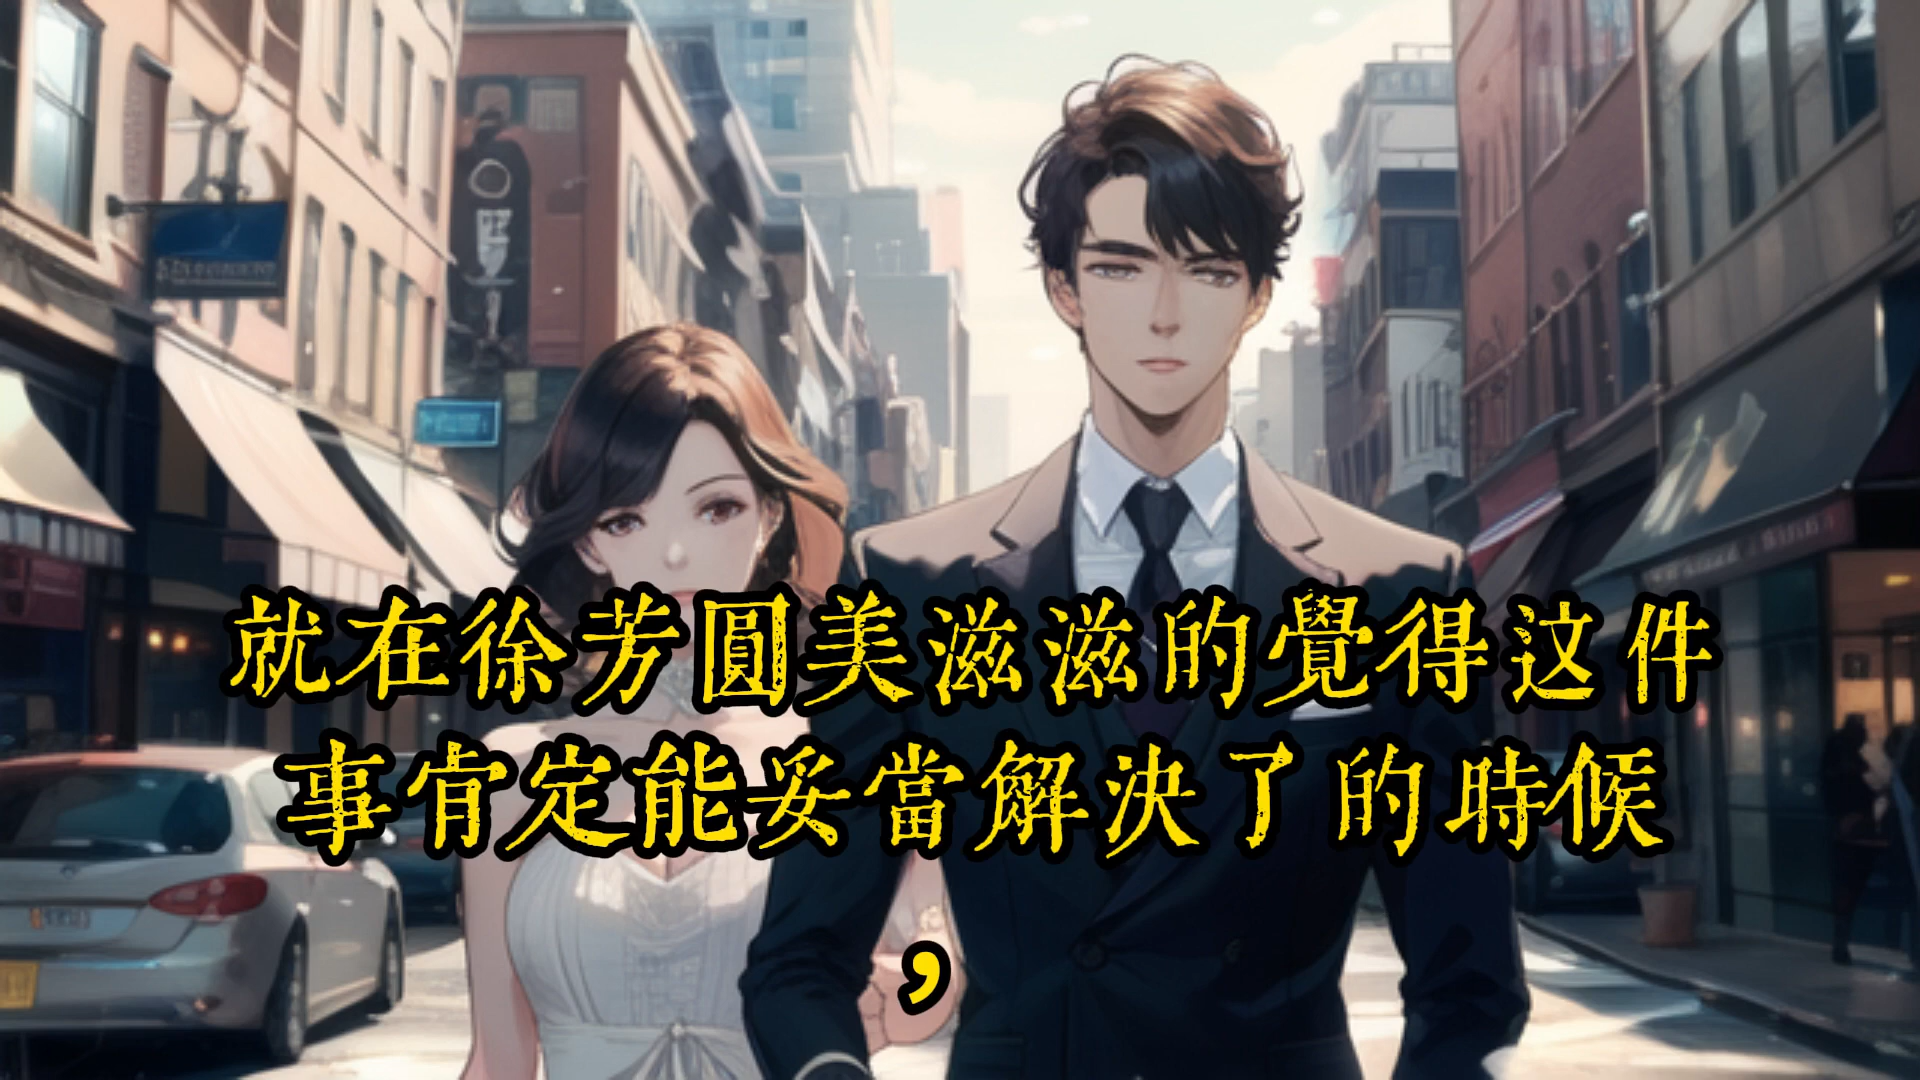 就在徐芳圓美滋滋的覺得这件
事肯定能妥當解決了的時候
，